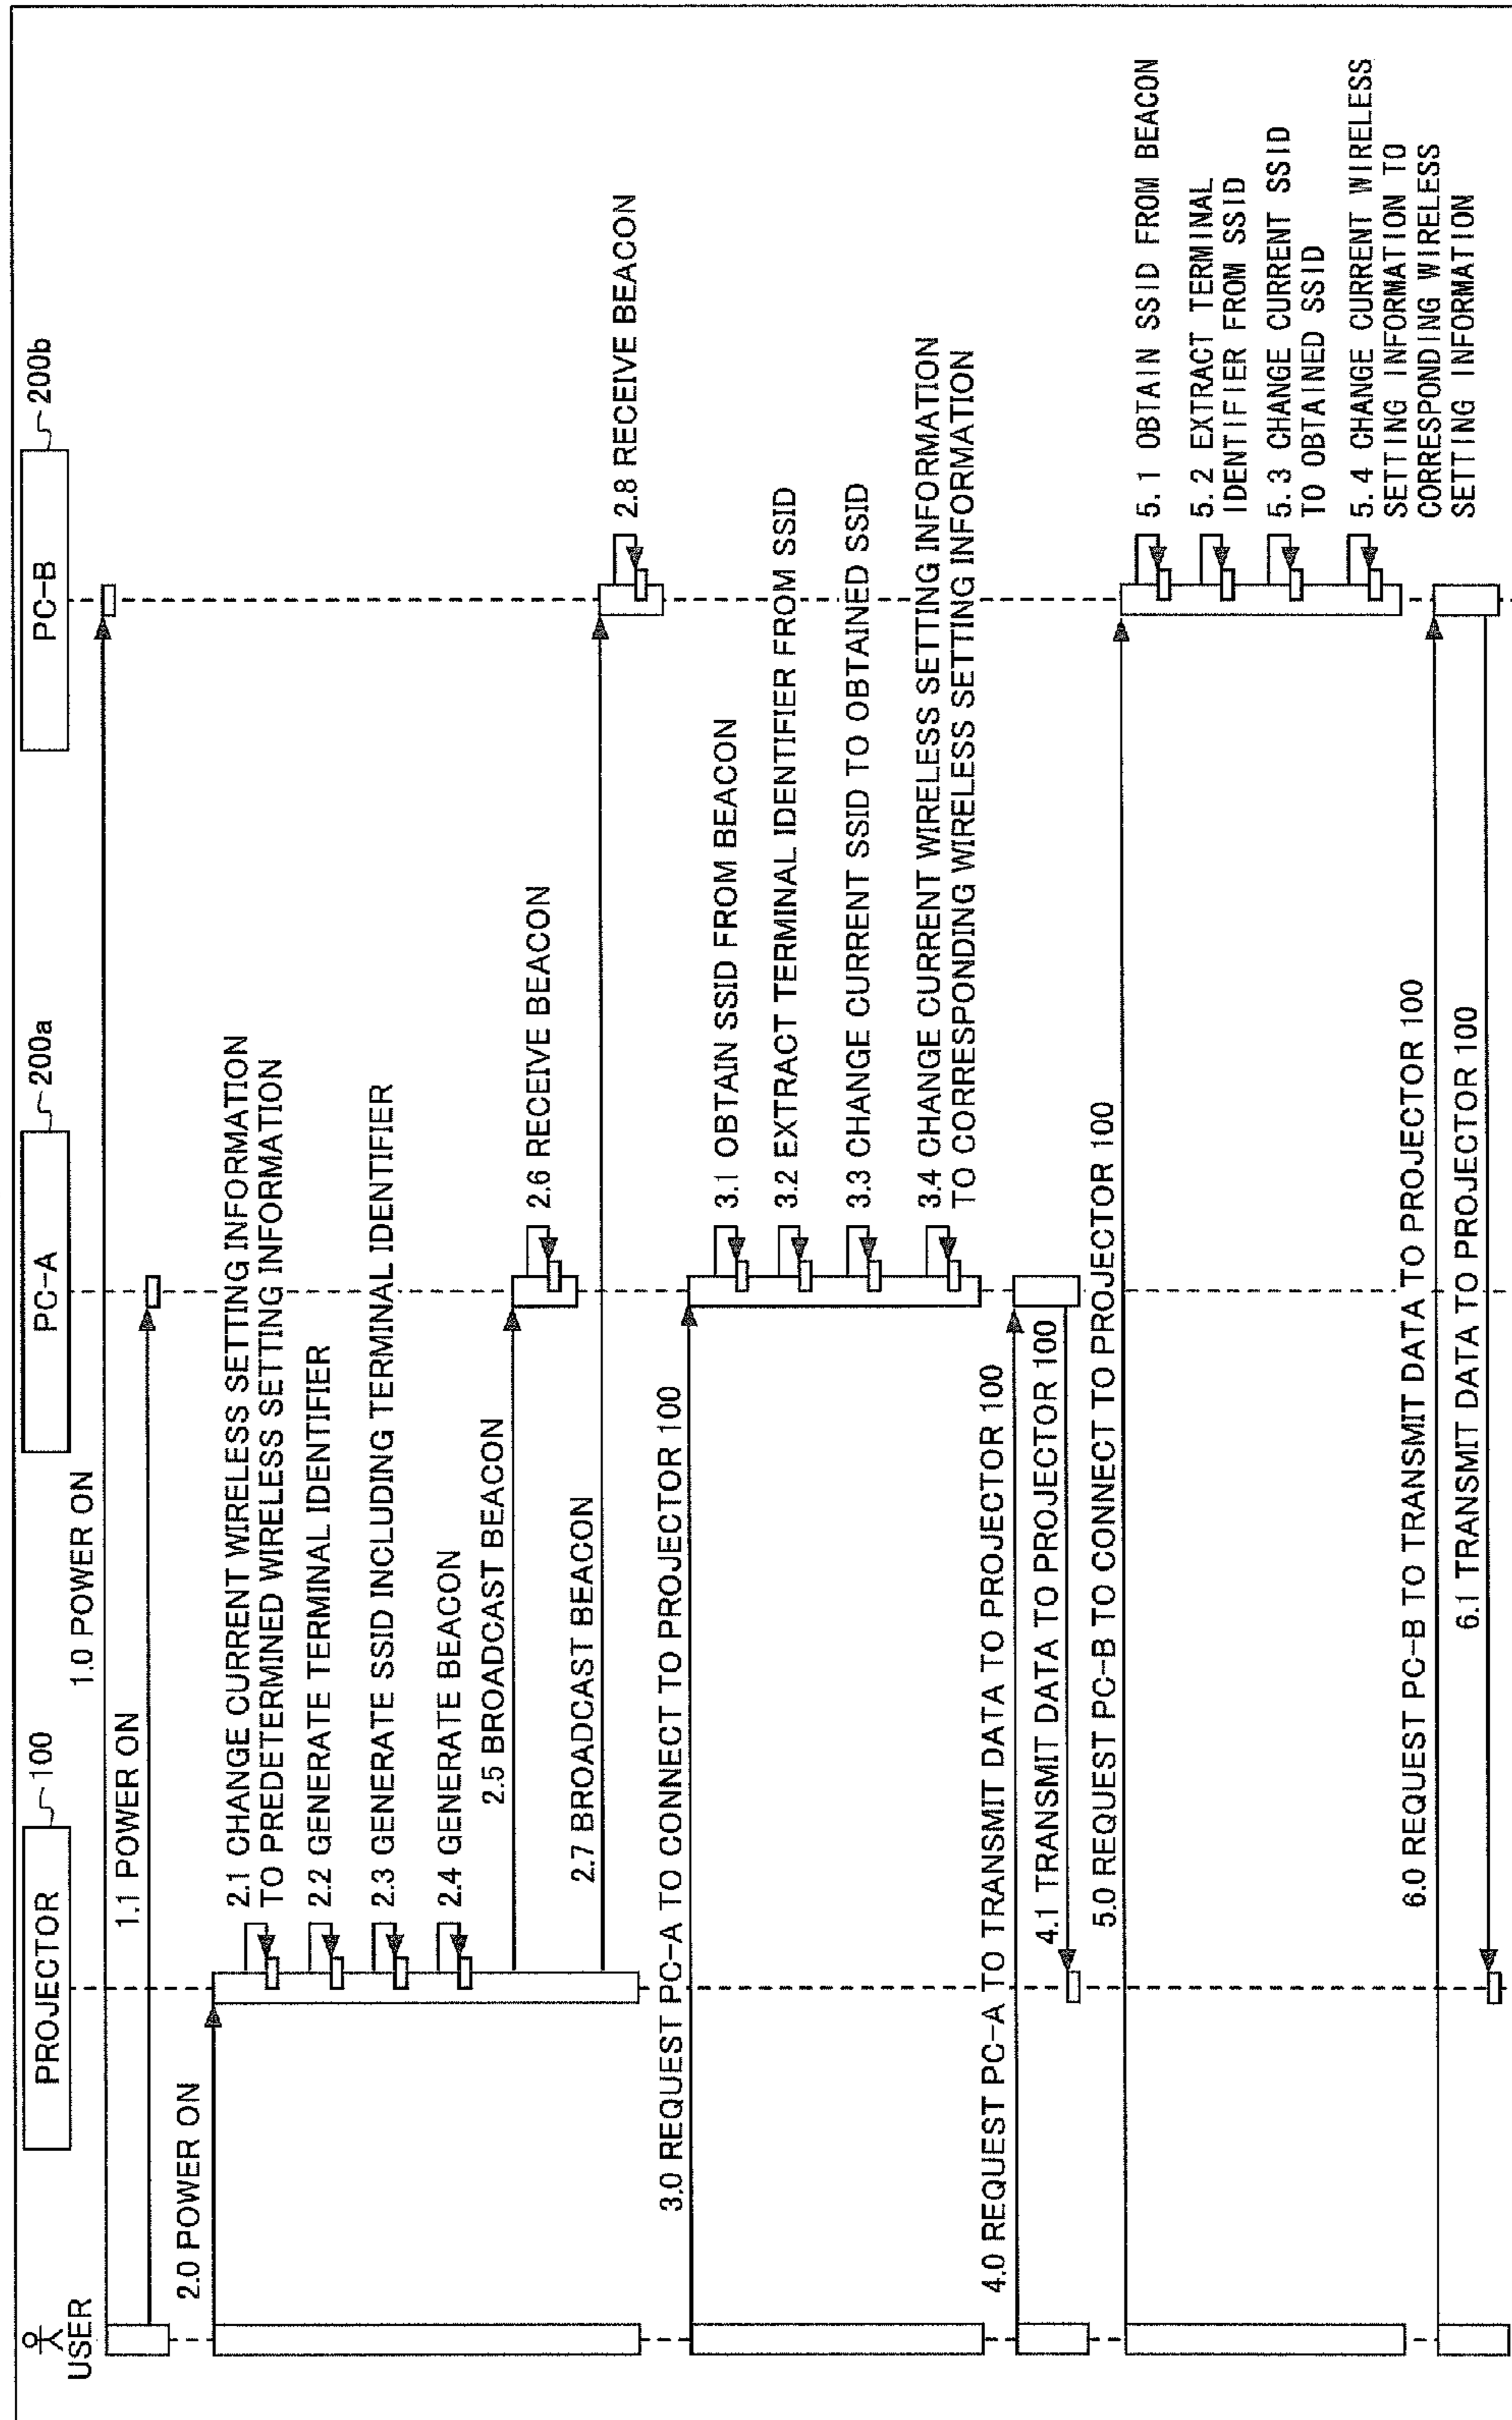 USER
PROJECTOR
100
PC-A
200a
PC-B
200b
1.0 POWER ON
1.1 POWER ON
2.0 POWER ON
2.1 CHANGE CURRENT WIRELESS SETTING INFORMATION
TO PREDETERMINED WIRELESS SETTING INFORMATION
2.2 GENERATE TERMINAL IDENTIFIER
2.3 GENERATE SSID INCLUDING TERMINAL IDENTIFIER
2.4 GENERATE BEACON
2.5 BROADCAST BEACON
2.6 RECEIVE BEACON
2.7 BROADCAST BEACON
2.8 RECEIVE BEACON
3.0 REQUEST PC-A TO CONNECT TO PROJECTOR 100
3.1 OBTAIN SSID FROM BEACON
3.2 EXTRACT TERMINAL IDENTIFIER FROM SSID
3.3 CHANGE CURRENT SSID TO OBTAINED SSID
3.4 CHANGE CURRENT WIRELESS SETTING INFORMATION
TO CORRESPONDING WIRELESS SETTING INFORMATION
4.0 REQUEST PC-A TO TRANSMIT DATA TO PROJECTOR 100
4.1 TRANSMIT DATA TO PROJECTOR 100
5.0 REQUEST PC-B TO CONNECT TO PROJECTOR 100
5.1 OBTAIN SSID FROM BEACON
5.2 EXTRACT TERMINAL
IDENTIFIER FROM SSID
5.3 CHANGE CURRENT SSID
TO OBTAINED SSID
5.4 CHANGE CURRENT WIRELESS
SETTING INFORMATION TO
CORRESPONDING WIRELESS
SETTING INFORMATION
6.0 REQUEST PC-B TO TRANSMIT DATA TO PROJECTOR 100
6.1 TRANSMIT DATA TO PROJECTOR 100